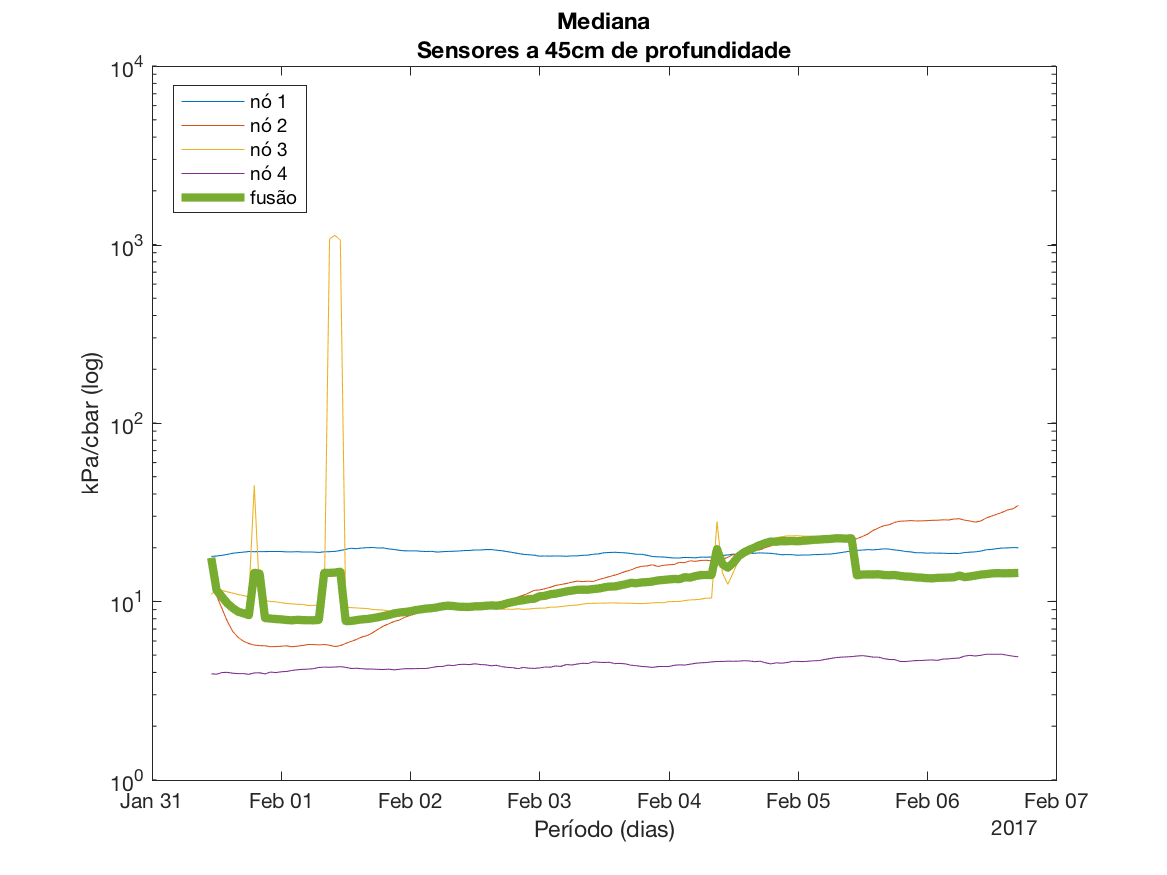 Mediana
Sensores a 45cm de profundidade
10^4
10^3
10^2
10^1
10^0
kPa/cbar (log)
nó 1
nó 2
nó 3
nó 4
fusão
Jan 31
Feb 01
Feb 02
Feb 03
Feb 04
Feb 05
Feb 06
Feb 07
2017
Período (dias)